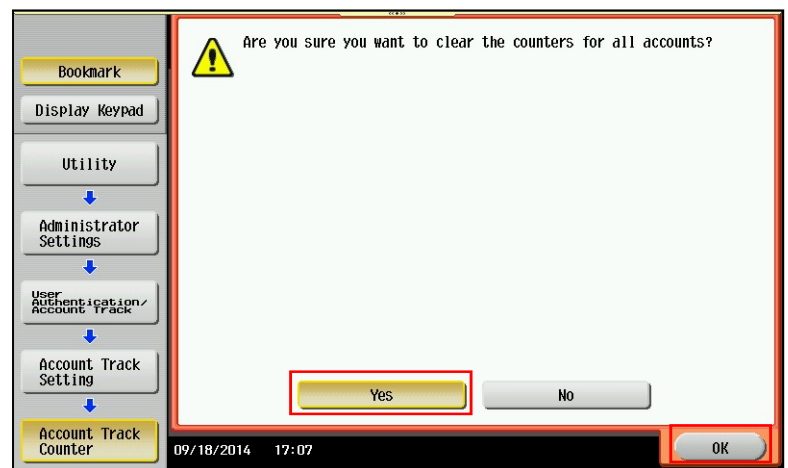 Are you sure you want to clear the counters for all accounts?
Bookmark
Display Keypad
Utility
Administrator
Settings
User
Authentication/
Account Track
Account Track
Setting
Account Track
Counter
Yes
No
09/18/2014 17:07
OK